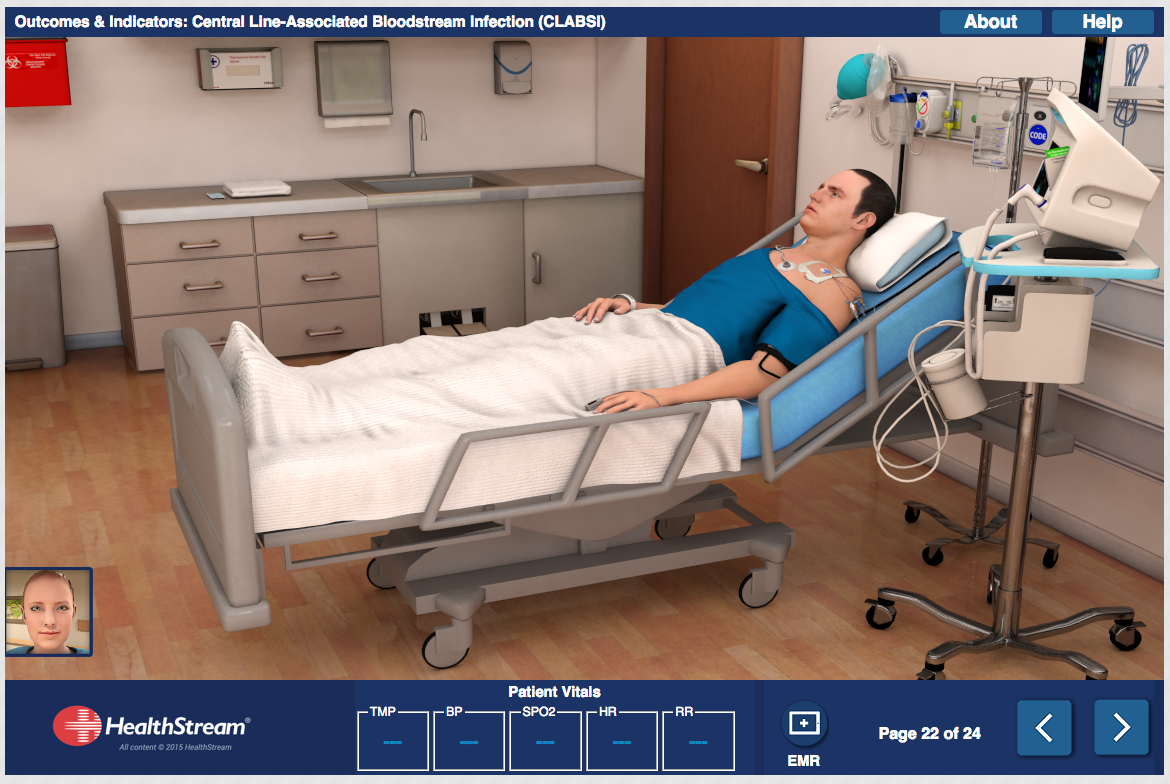 Outcomes & Indicators: Central Line-Associated Bloodstream Infection (CLABSI)
About
Help
CODE
Patient Vitals
TMP
BP
SPO2
HR
RR
---
---
---
---
---
HealthStream®
All content © 2015 HealthStream
EMR
Page 22 of 24